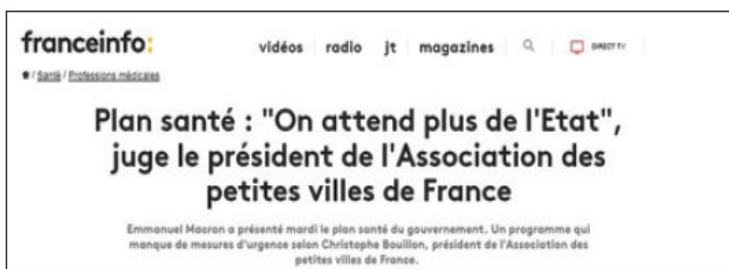 franceinfo:
vidéos radio jt magazines DIRECT TV
/ Santé / Professions médicales
Plan santé : "On attend plus de l'Etat",
juge le président de l'Association des
petites villes de France
Emmanuel Macron a présenté mardi le plan santé du gouvernement. Un programme qui
manque de mesures d'urgence selon Christophe Bouillon, président de l'Association des
petites villes de France.